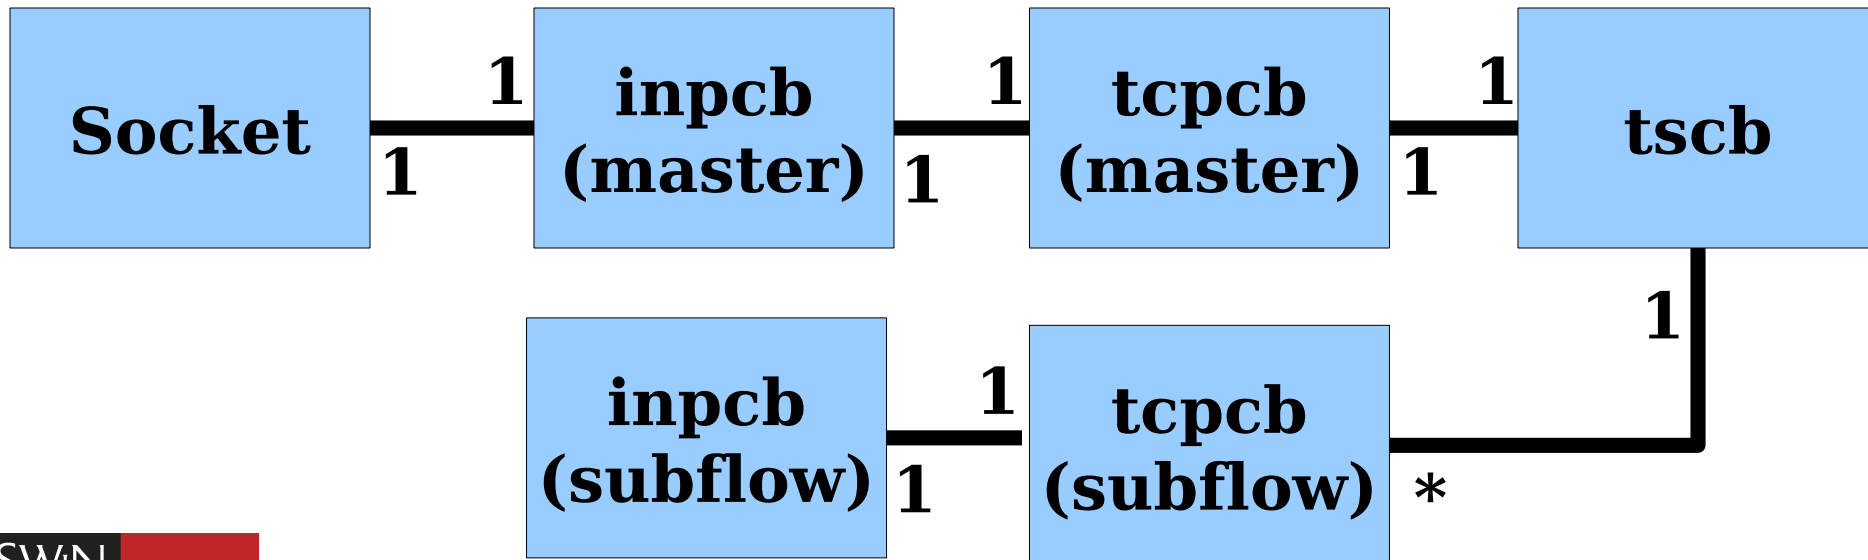 1
1
1
1
Socket
inpcb
(master)
tcpcb
(master)
tscb
1
1
1
1
inpcb
(subflow)
1
tcpcb
(subflow)
*